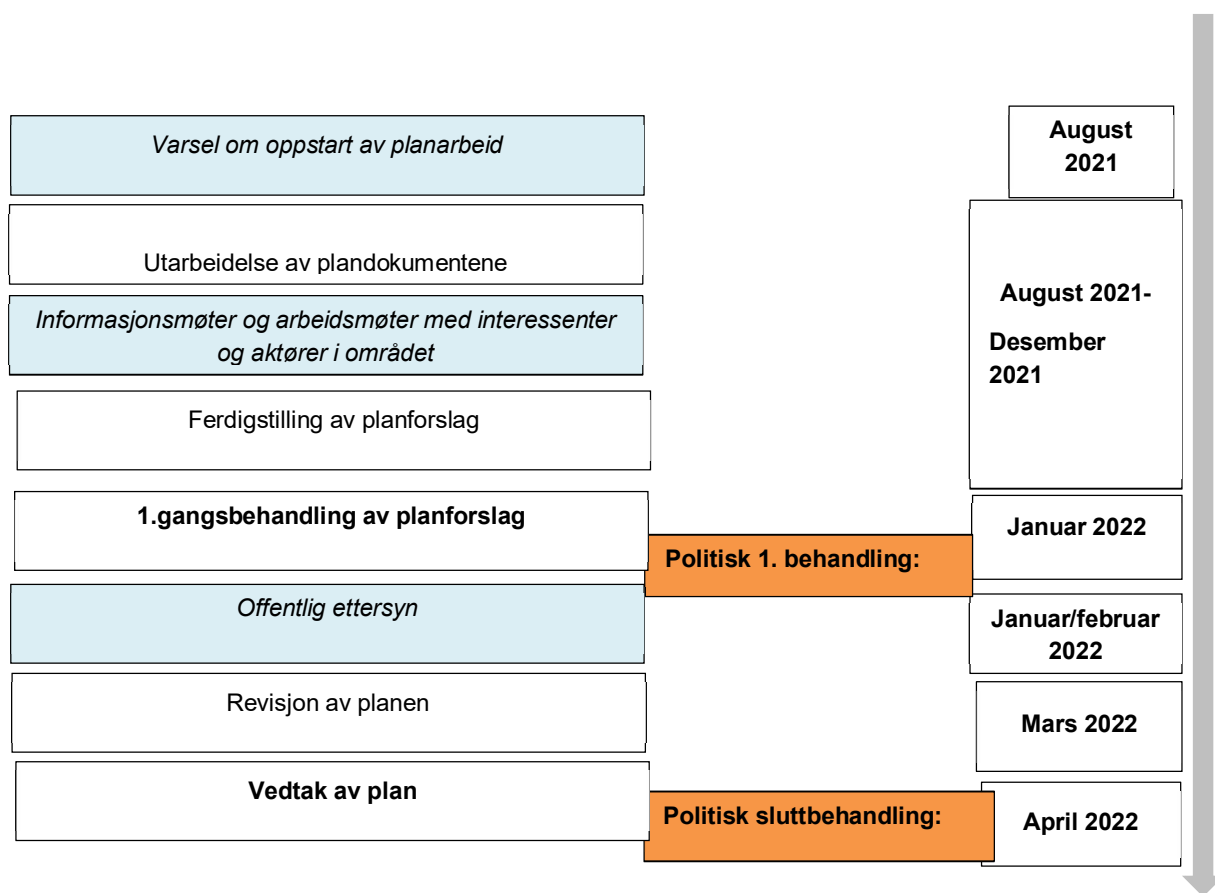 Varsel om oppstart av planarbeid
August
2021
Utarbeidelse av plandokumentene
Informasjonsmøter og arbeidsmøter med interessenter
og aktører i området
August 2021-
Desember
2021
Ferdigstilling av planforslag
1.gangsbehandling av planforslag
Januar 2022
Politisk 1. behandling:
Offentlig ettersyn
Januar/februar
2022
Revisjon av planen
Mars 2022
Vedtak av plan
Politisk sluttbehandling:
April 2022